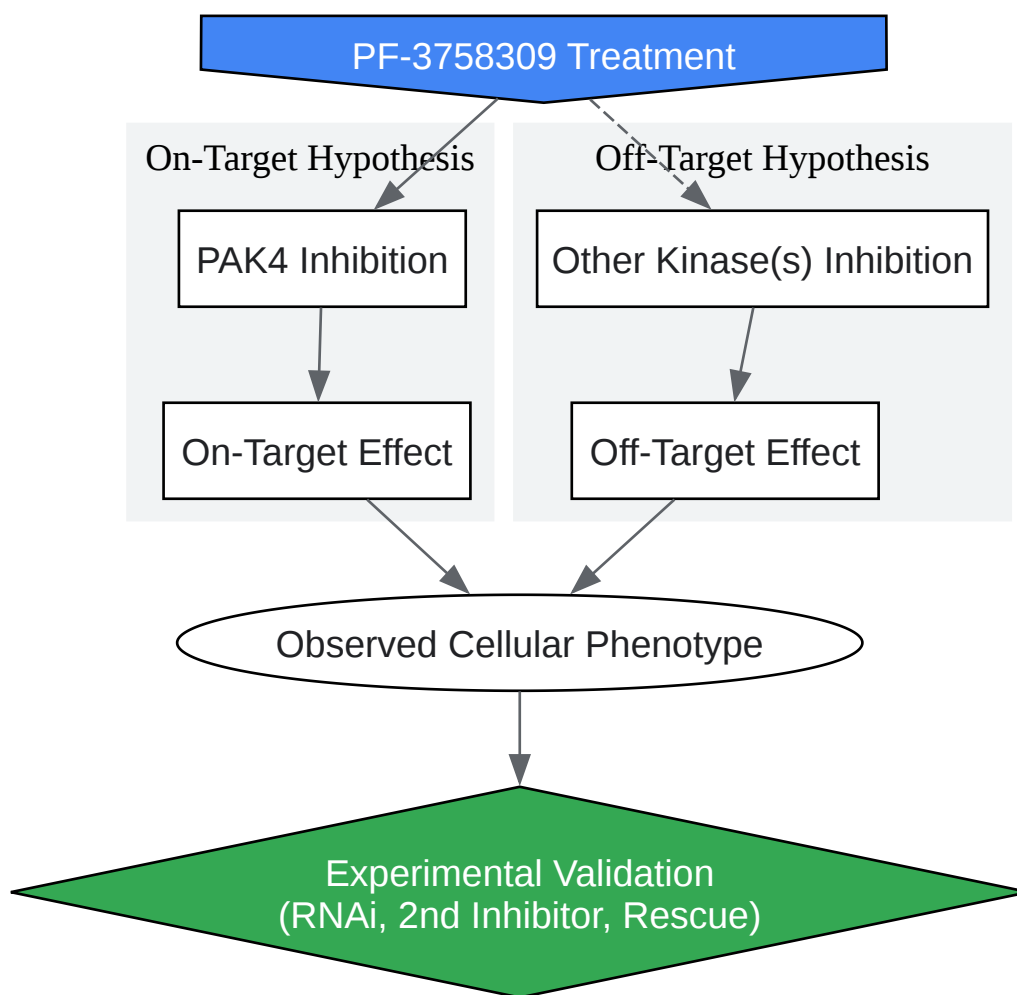 PF-3758309 Treatment
On-Target Hypothesis
Off-Target Hypothesis
PAK4 Inhibition
Other Kinase(s) Inhibition
On-Target Effect
Off-Target Effect
Observed Cellular Phenotype
Experimental Validation
(RNAi, 2nd Inhibitor, Rescue)